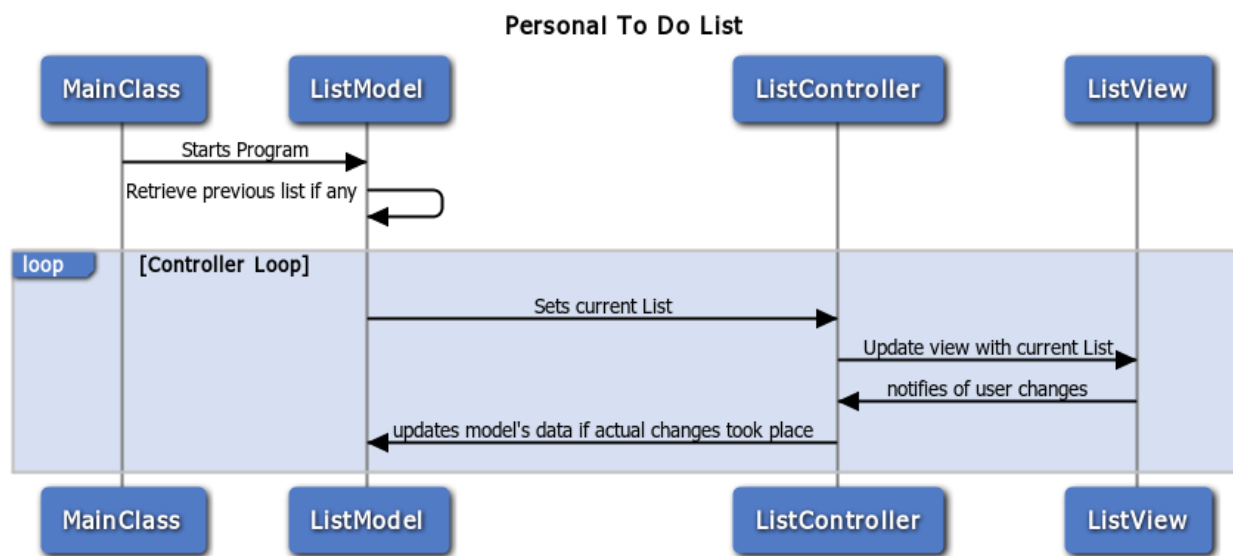 Personal To Do List
MainClass
ListModel
ListController
ListView
Starts Program
Retrieve previous list if any
loop
[Controller Loop]
Sets current List
Update view with current List
notifies of user changes
updates model's data if actual changes took place
MainClass
ListModel
ListController
ListView